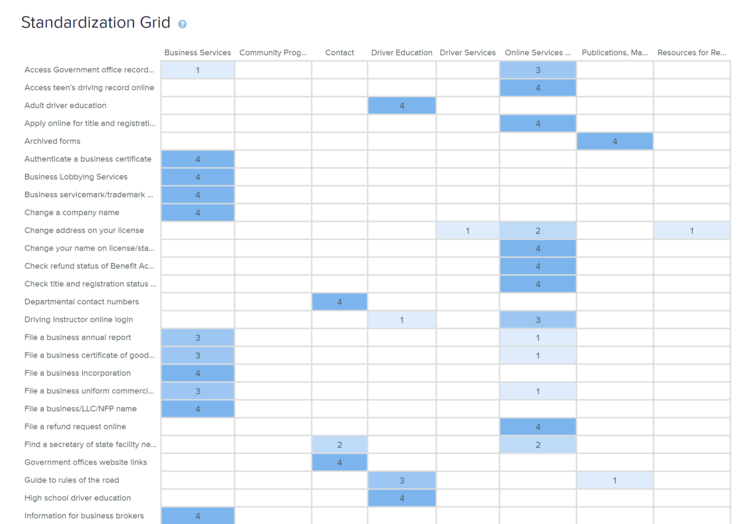 Standardization Grid ?
Business Services Community Prog... Contact Driver Education Driver Services Online Services ... Publications, Ma... Resources for Re...
Access Government office record... 1 3
Access teen's driving record online 4
Adult driver education 4
Apply online for title and registrati... 4
Archived forms 4
Authenticate a business certificate 4
Business Lobbying Services 4
Business servicemark/trademark ... 4
Change a company name 4
Change address on your license 1 2 1
Change your name on license/sta... 4
Check refund status of Benefit Ac... 4
Check title and registration status ... 4
Departmental contact numbers 4
Driving Instructor online login 1 3
File a business annual report 3 1
File a business certificate of good... 3 1
File a business Incorporation 4
File a business uniform commerci... 3 1
File a business/LLC/NFP name 4
File a refund request online 4
Find a secretary of state facility ne... 2 2
Government offices website links 4
Guide to rules of the road 3 1
High school driver education 4
Information for business brokers 4